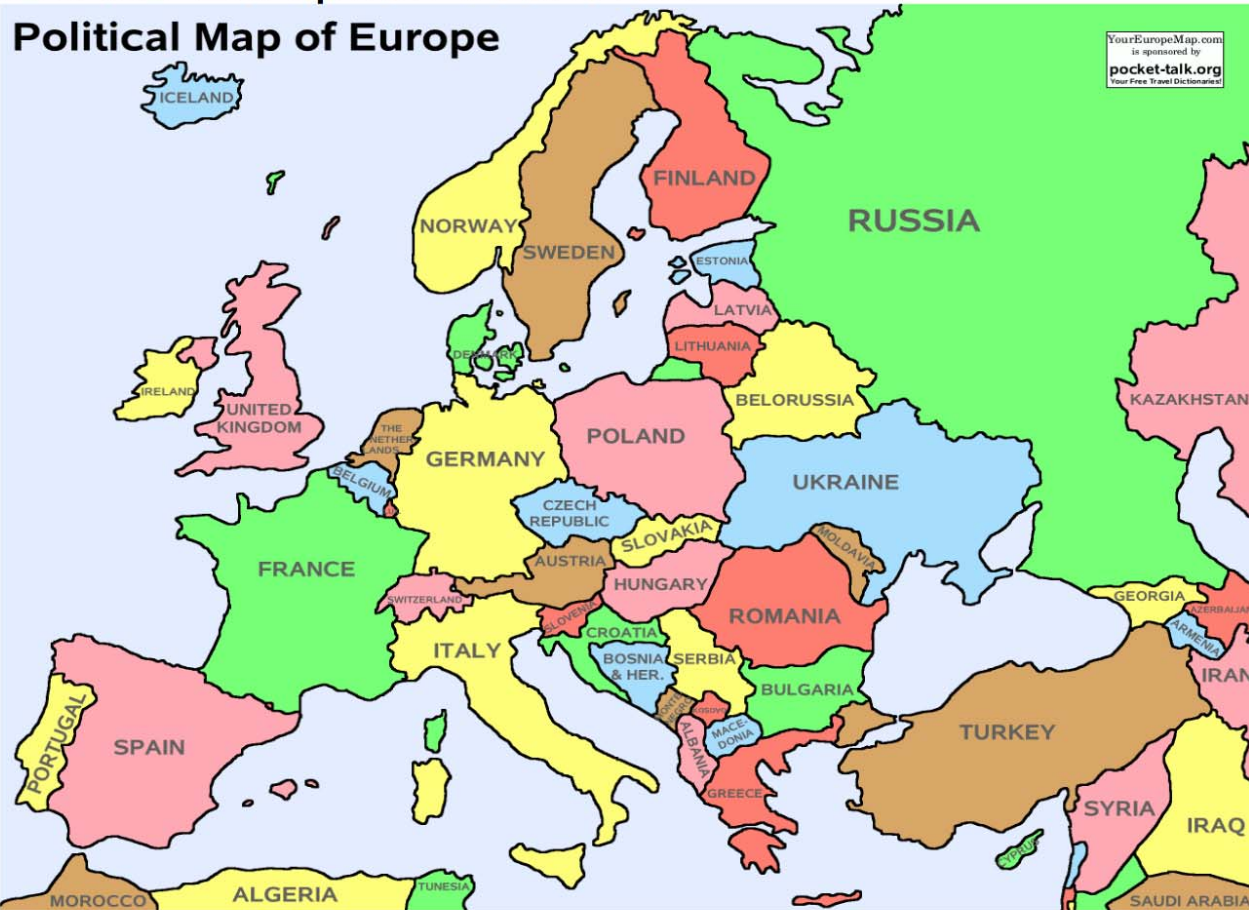 Political Map of Europe
YourEuropeMap.com
is sponsored by
pocket-talk.org
Your Free Travel Dictionaries!
ICELAND
FINLAND
RUSSIA
NORWAY
SWEDEN
ESTONIA
LATVIA
LITHUANIA
DENMARK
IRELAND
UNITED
KINGDOM
BELORUSSIA
KAZAKHSTAN
THE
NETHER
LANDS
POLAND
GERMANY
BELGIUM
UKRAINE
CZECH
REPUBLIC
SLOVAKIA
MOLDAVIA
FRANCE
AUSTRIA
HUNGARY
SWITZERLAND
SLOVENIA
ROMANIA
GEORGIA
AZERBAIJAN
ARMENIA
CROATIA
ITALY
BOSNIA
& HER.
SERBIA
IRAN
BULGARIA
MONTE
NEGRO
KOSOVO
MACE-
DONIA
ALBANIA
PORTUGAL
SPAIN
TURKEY
GREECE
SYRIA
IRAQ
CYPRUS
MOROCCO
ALGERIA
TUNESIA
SAUDI ARABIA